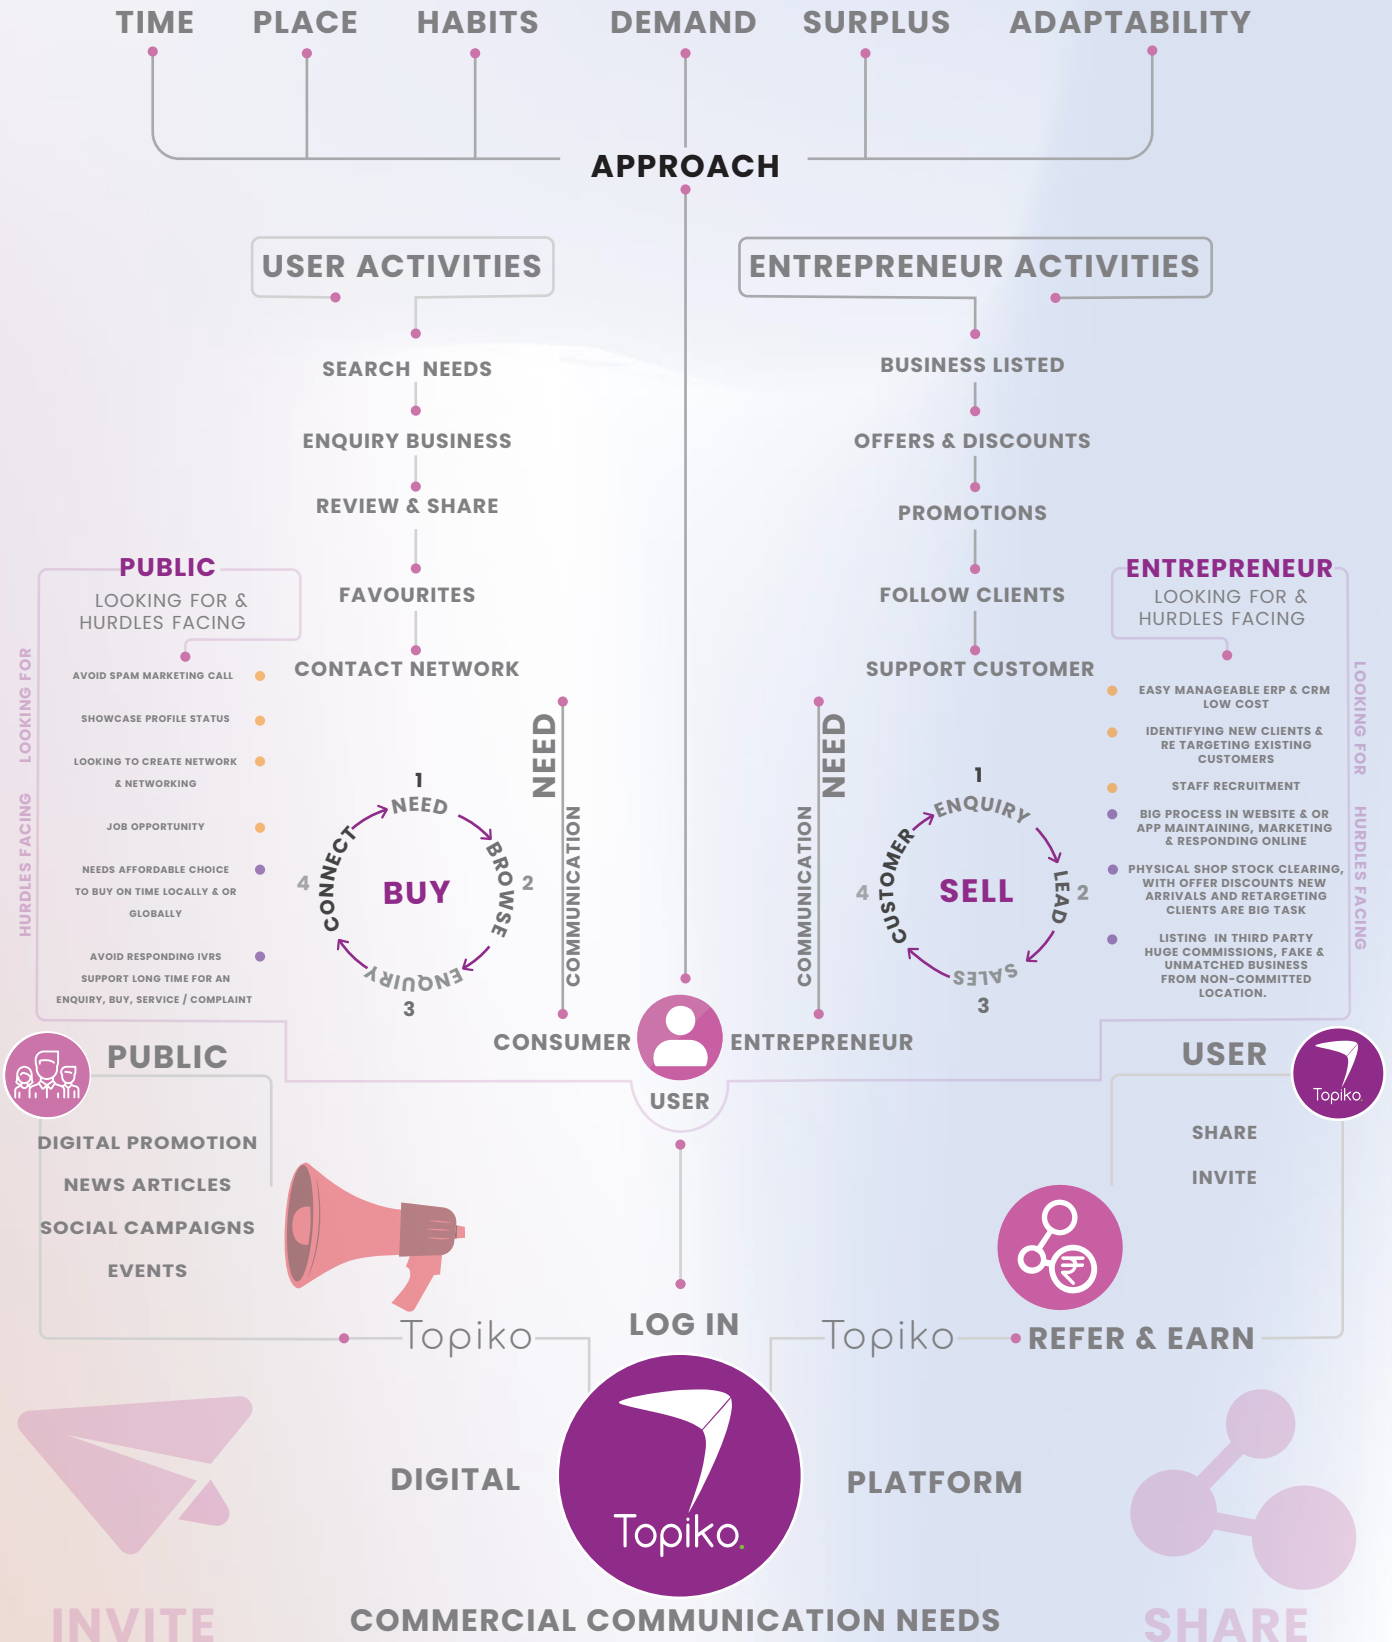 TIME
PLACE
HABITS
DEMAND
SURPLUS
ADAPTABILITY
APPROACH
USER ACTIVITIES
SEARCH NEEDS
ENQUIRY BUSINESS
REVIEW & SHARE
FAVOURITES
CONTACT NETWORK
ENTREPRENEUR ACTIVITIES
BUSINESS LISTED
OFFERS & DISCOUNTS
PROMOTIONS
FOLLOW CLIENTS
SUPPORT CUSTOMER
PUBLIC
LOOKING FOR &
HURDLES FACING
LOOKING FOR
HURDLES FACING
AVOID SPAM MARKETING CALL
SHOWCASE PROFILE STATUS
LOOKING TO CREATE NETWORK
& NETWORKING
JOB OPPORTUNITY
NEEDS AFFORDABLE CHOICE
TO BUY ON TIME LOCALLY & OR
GLOBALLY
AVOID RESPONDING IVRS
SUPPORT LONG TIME FOR AN
ENQUIRY, BUY, SERVICE / COMPLAINT
1
NEED
BROWSE
2
ENQUIRY
3
CONNECT
4
BUY
NEED
COMMUNICATION
NEED
COMMUNICATION
1
ENQUIRY
LEAD
2
SALES
3
CUSTOMER
4
SELL
ENTREPRENEUR
LOOKING FOR &
HURDLES FACING
EASY MANAGEABLE ERP & CRM
LOW COST
IDENTIFYING NEW CLIENTS &
RE TARGETING EXISTING
CUSTOMERS
STAFF RECRUITMENT
BIG PROCESS IN WEBSITE & OR
APP MAINTAINING, MARKETING
& RESPONDING ONLINE
PHYSICAL SHOP STOCK CLEARING,
WITH OFFER DISCOUNTS NEW
ARRIVALS AND RETARGETING
CLIENTS ARE BIG TASK
LISTING IN THIRD PARTY
HUGE COMMISSIONS, FAKE &
UNMATCHED BUSINESS
FROM NON-COMMITTED
LOCATION.
LOOKING FOR
HURDLES FACING
CONSUMER
ENTREPRENEUR
USER
PUBLIC
DIGITAL PROMOTION
NEWS ARTICLES
SOCIAL CAMPAIGNS
EVENTS
USER
Topiko.
SHARE
INVITE
₹
LOG IN
Topiko
Topiko
REFER & EARN
DIGITAL
Topiko.
PLATFORM
INVITE
COMMERCIAL COMMUNICATION NEEDS
SHARE